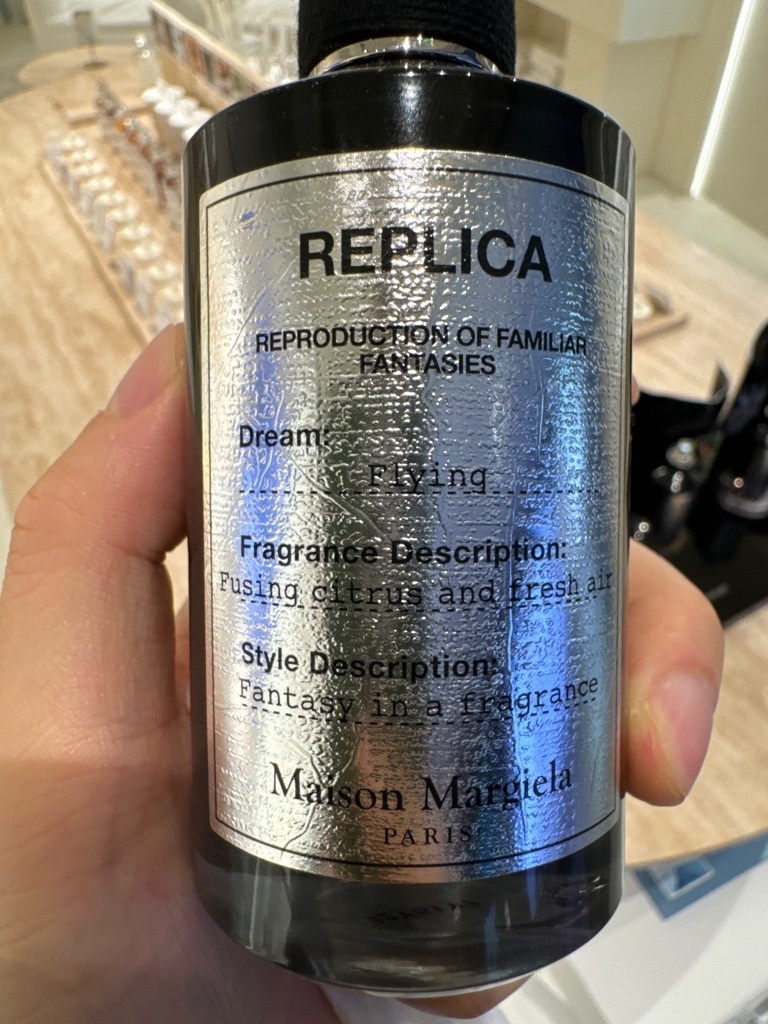 REPLICA
REPRODUCTION OF FAMILIAR
FANTASIES
Dream:
Flying
Fragrance Description:
Fusing citrus and fresh air
Style Description:
Fantasy in a fragrance
Maison Margiela
PARIS